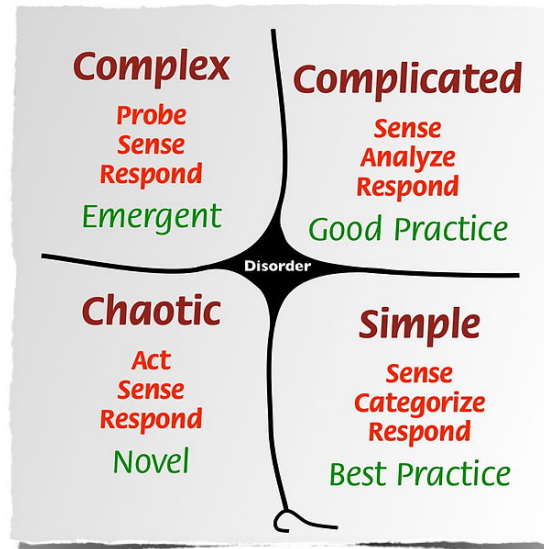 Complex
Probe
Sense
Respond
Emergent
Complicated
Sense
Analyze
Respond
Good Practice
Disorder
Chaotic
Act
Sense
Respond
Novel
Simple
Sense
Categorize
Respond
Best Practice